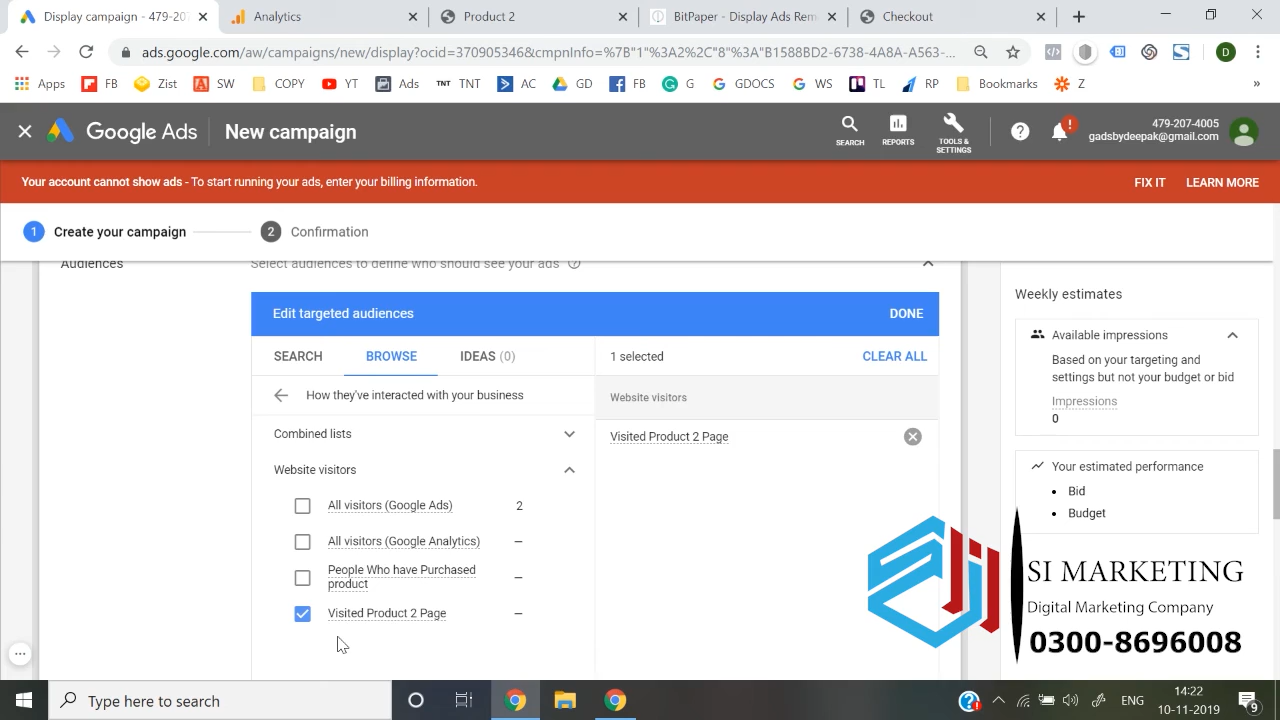 Display campaign - 479-207
Analytics
Product 2
BitPaper - Display Ads Rem
Checkout
ads.google.com/aw/campaigns/new/display?ocid=370905346&cmpnInfo=%7B"1"%3A2%2C"8"%3A"B1588BD2-6738-4A8A-A563-...
D
Apps FB Zist SW COPY YT Ads TNT TNT AC GD FB G GDOCS WS TL RP Bookmarks Z »
Google Ads New campaign
SEARCH
REPORTS
TOOLS & SETTINGS
479-207-4005
gadsbydeepak@gmail.com
Your account cannot show ads - To start running your ads, enter your billing information.
FIX IT
LEARN MORE
1 Create your campaign
2 Confirmation
Audiences
Select audiences to define who should see your ads
Weekly estimates
Edit targeted audiences
DONE
Available impressions
Based on your targeting and
settings but not your budget or bid
Impressions
0
SEARCH
BROWSE
IDEAS (0)
1 selected
CLEAR ALL
How they've interacted with your business
Website visitors
Combined lists
Visited Product 2 Page
Website visitors
All visitors (Google Ads) 2
All visitors (Google Analytics) –
People Who have Purchased
product –
Visited Product 2 Page –
Your estimated performance
Bid
Budget
SI MARKETING
Digital Marketing Company
0300-8696008
Type here to search
ENG
14:22
10-11-2019
9